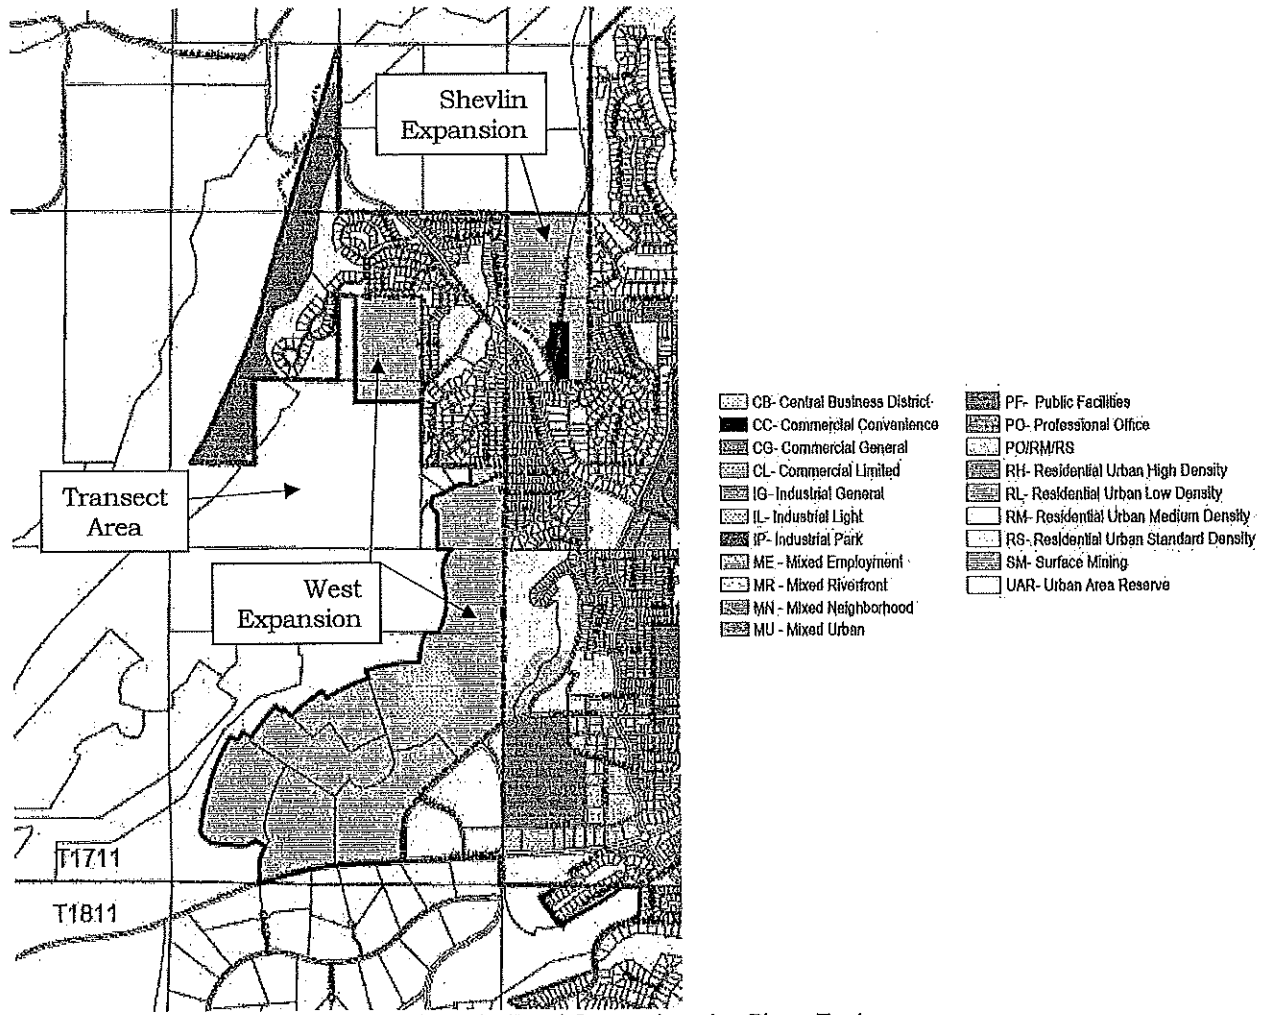 Shevlin
Expansion
Transect
Area
West
Expansion
T1711
T1811
CB- Central Business District
CC- Commercial Convenience
CG- Commercial General
CL- Commercial Limited
IG- Industrial General
IL- Industrial Light
IP- Industrial Park
ME - Mixed Employment
MR - Mixed Riverfront
MN - Mixed Neighborhood
MU - Mixed Urban
PF- Public Facilities
PO- Professional Office
PO/RM/RS
RH- Residential Urban High Density
RL- Residential Urban Low Density
RM- Residential Urban Medium Density
RS- Residential Urban Standard Density
SM- Surface Mining
UAR- Urban Area Reserve